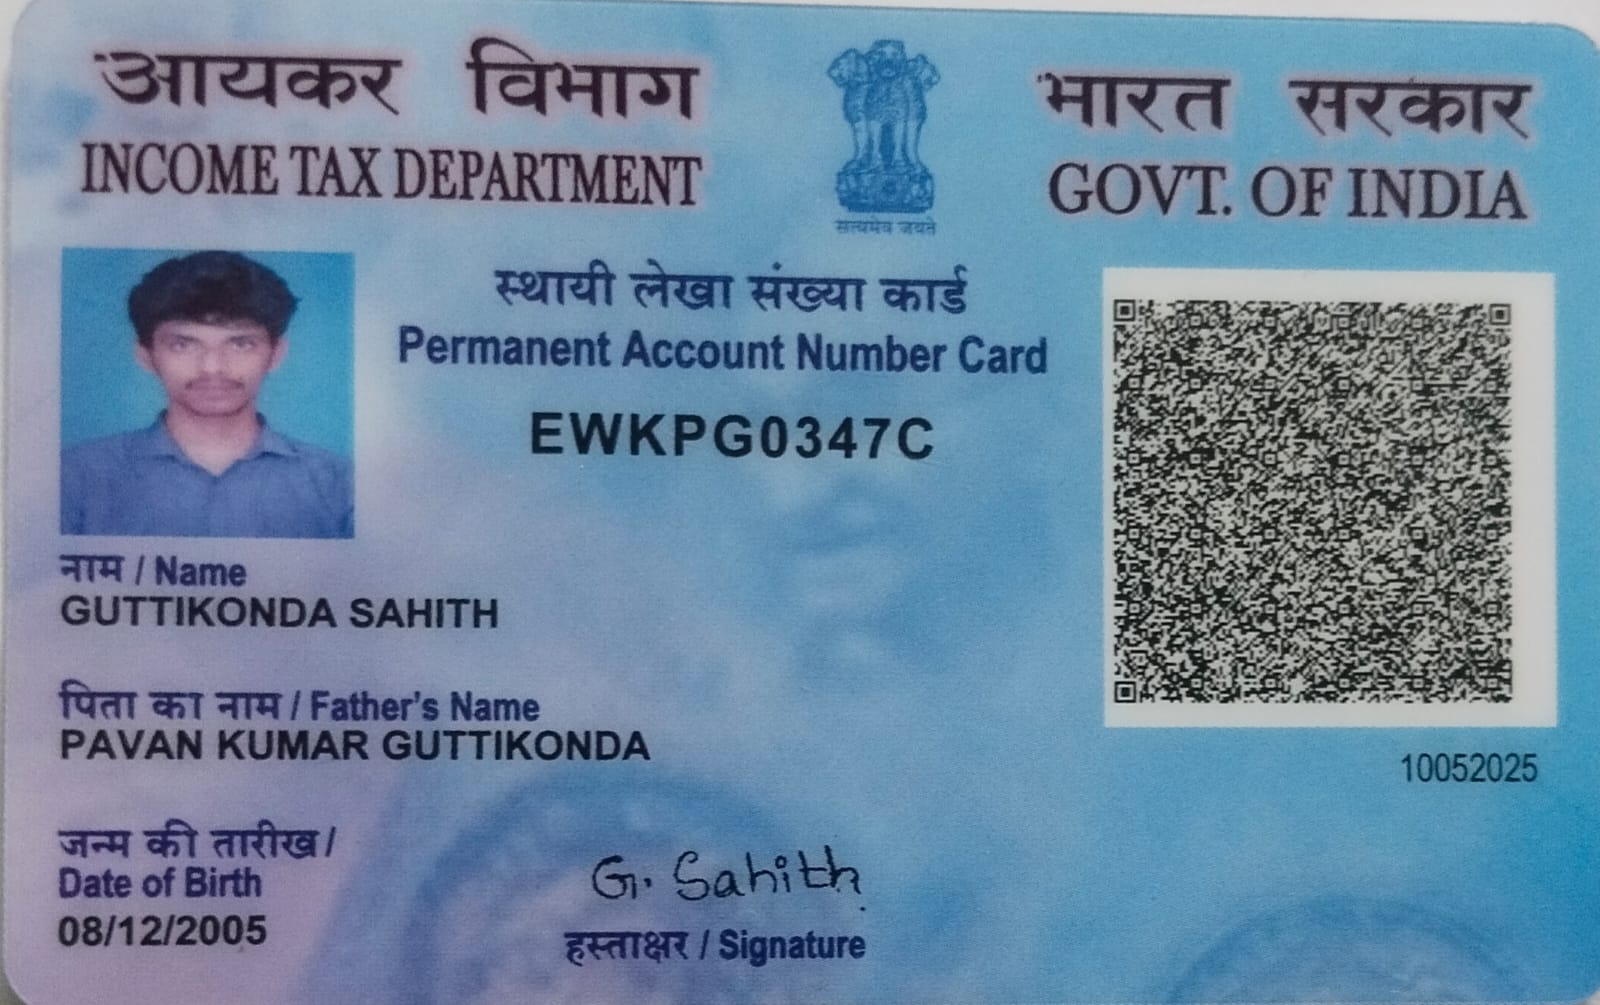 आयकर विभाग
INCOME TAX DEPARTMENT
भारत सरकार
GOVT. OF INDIA
सत्यमेव जयते
स्थायी लेखा संख्या कार्ड
Permanent Account Number Card
EWKPG0347C
नाम / Name
GUTTIKONDA SAHITH
पिता का नाम / Father's Name
PAVAN KUMAR GUTTIKONDA
10052025
जन्म की तारीख /
Date of Birth
08/12/2005
G. Sahith
हस्ताक्षर / Signature